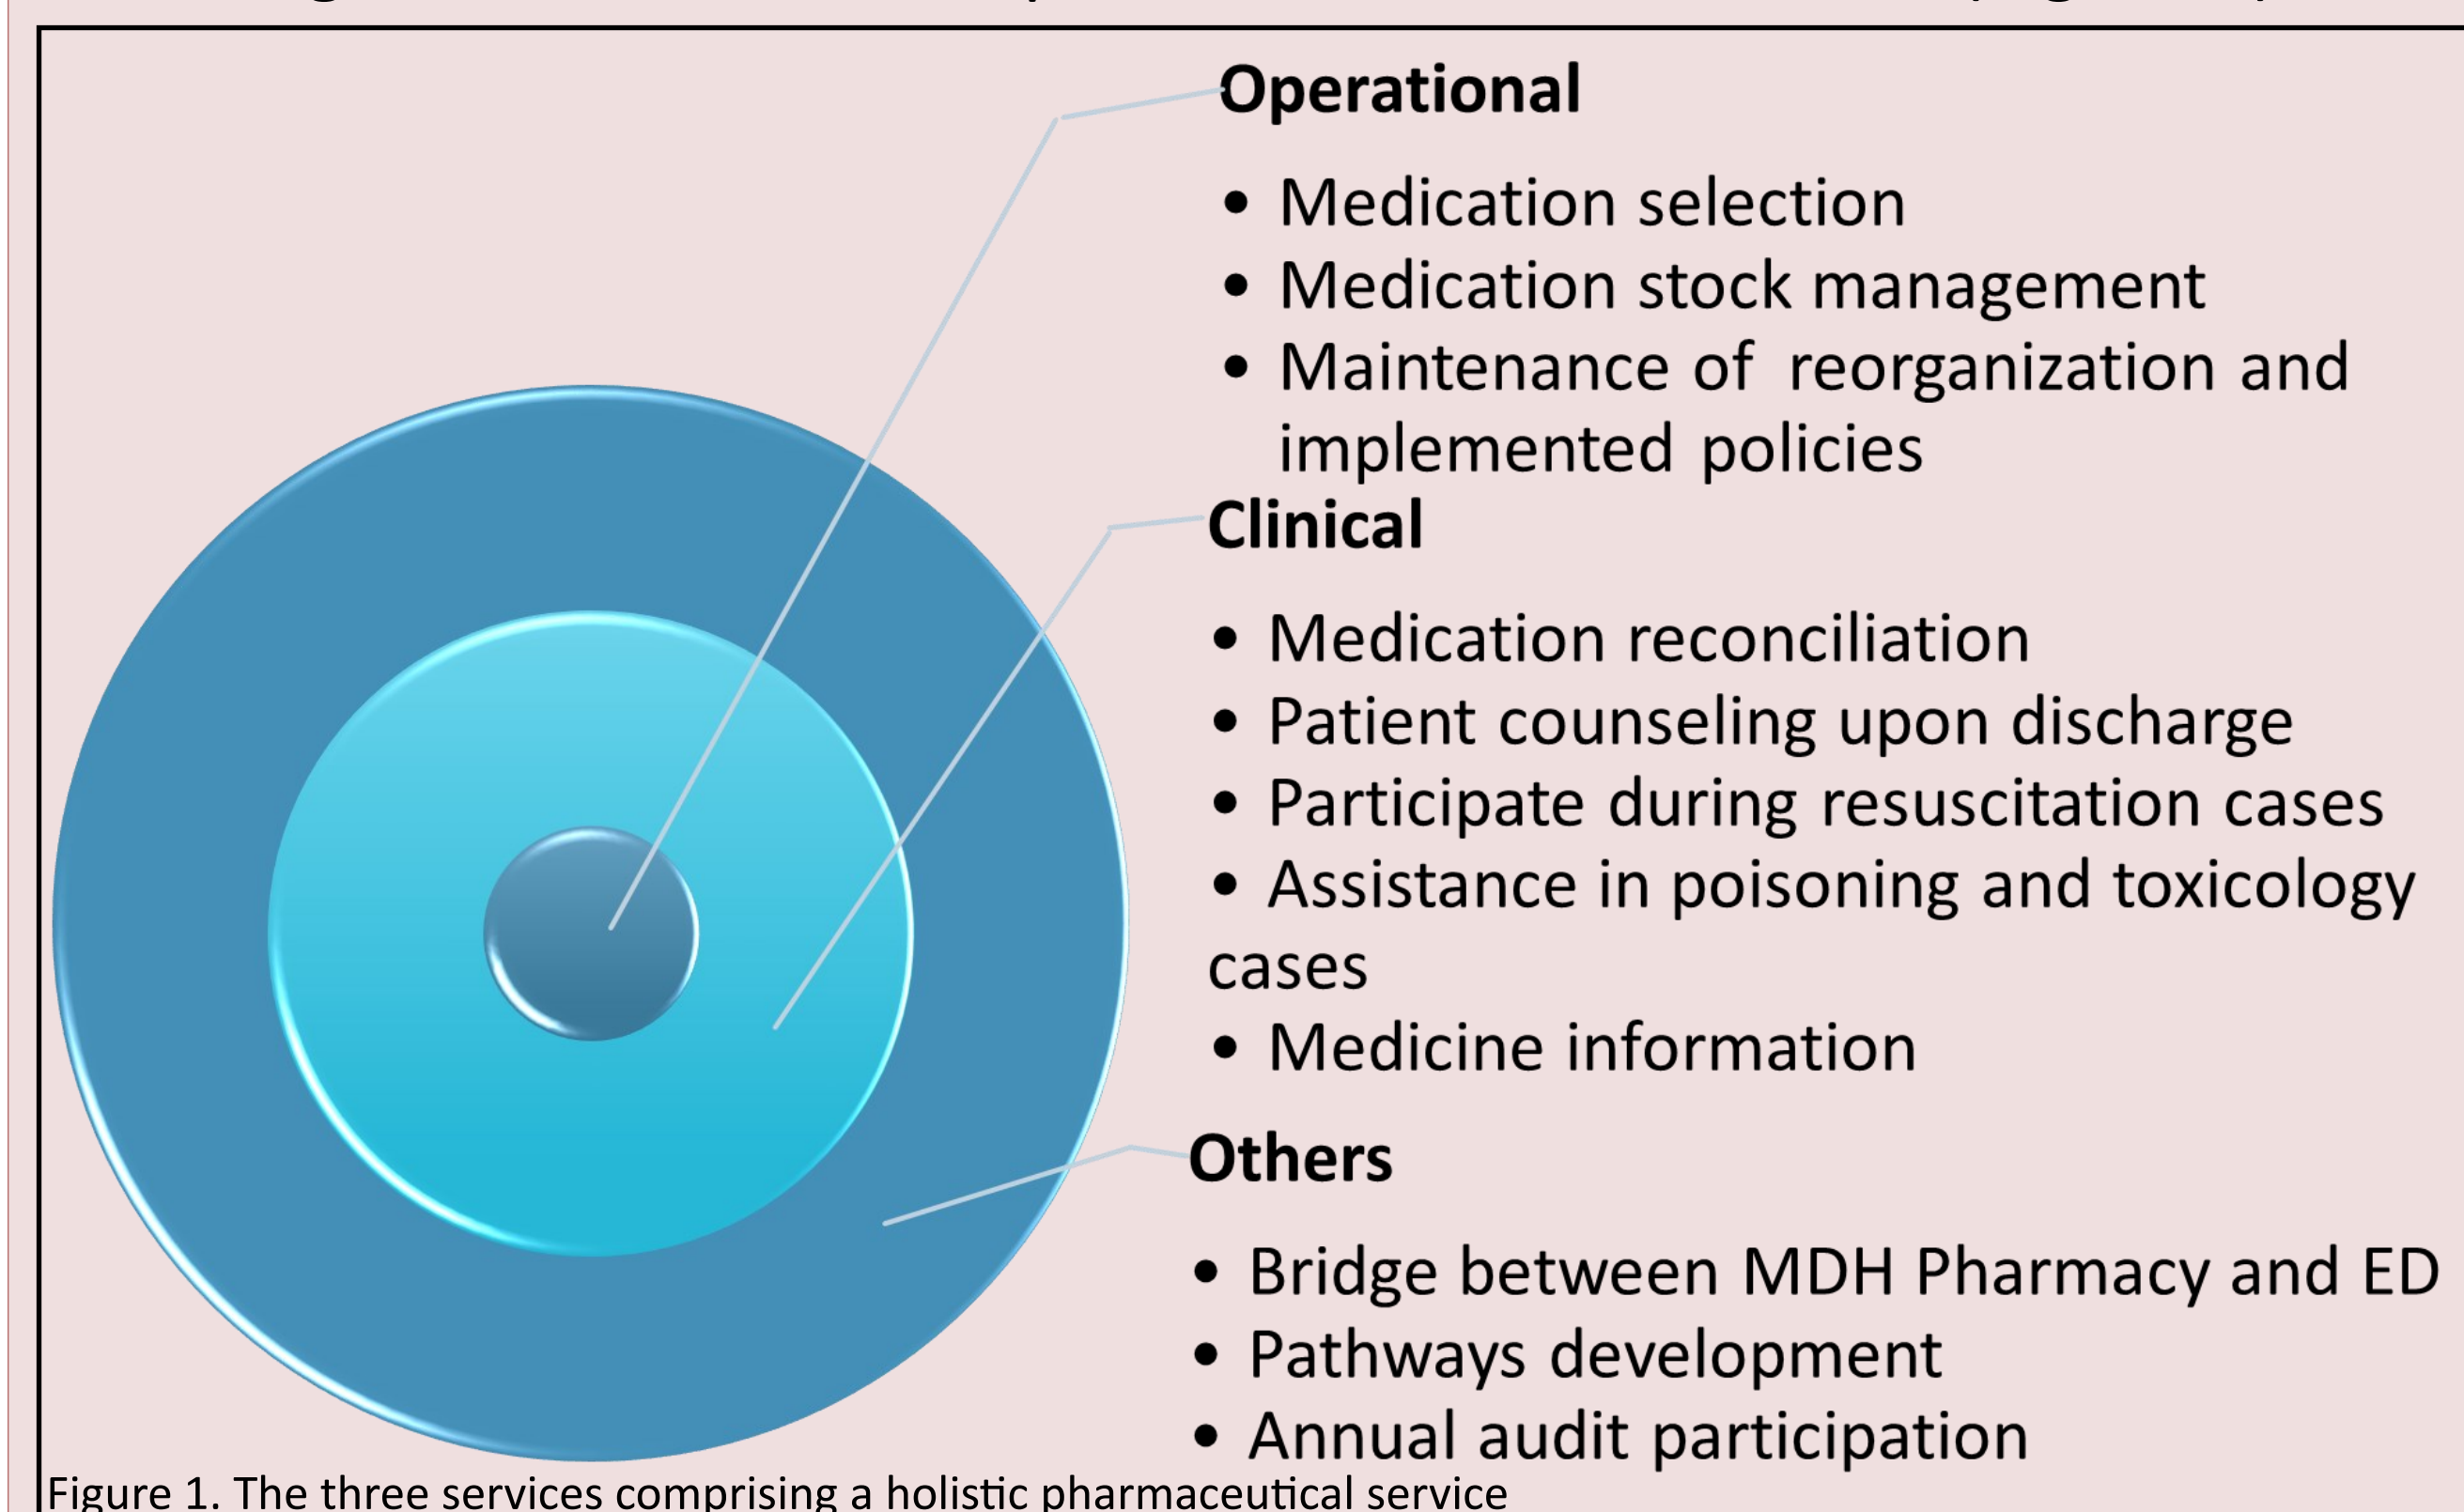 Operational
• Medication selection
• Medication stock management
• Maintenance of reorganization and
implemented policies
Clinical
• Medication reconciliation
• Patient counseling upon discharge
• Participate during resuscitation cases
• Assistance in poisoning and toxicology
cases
• Medicine information
Others
• Bridge between MDH Pharmacy and ED
• Pathways development
• Annual audit participation
Figure 1. The three services comprising a holistic pharmaceutical service